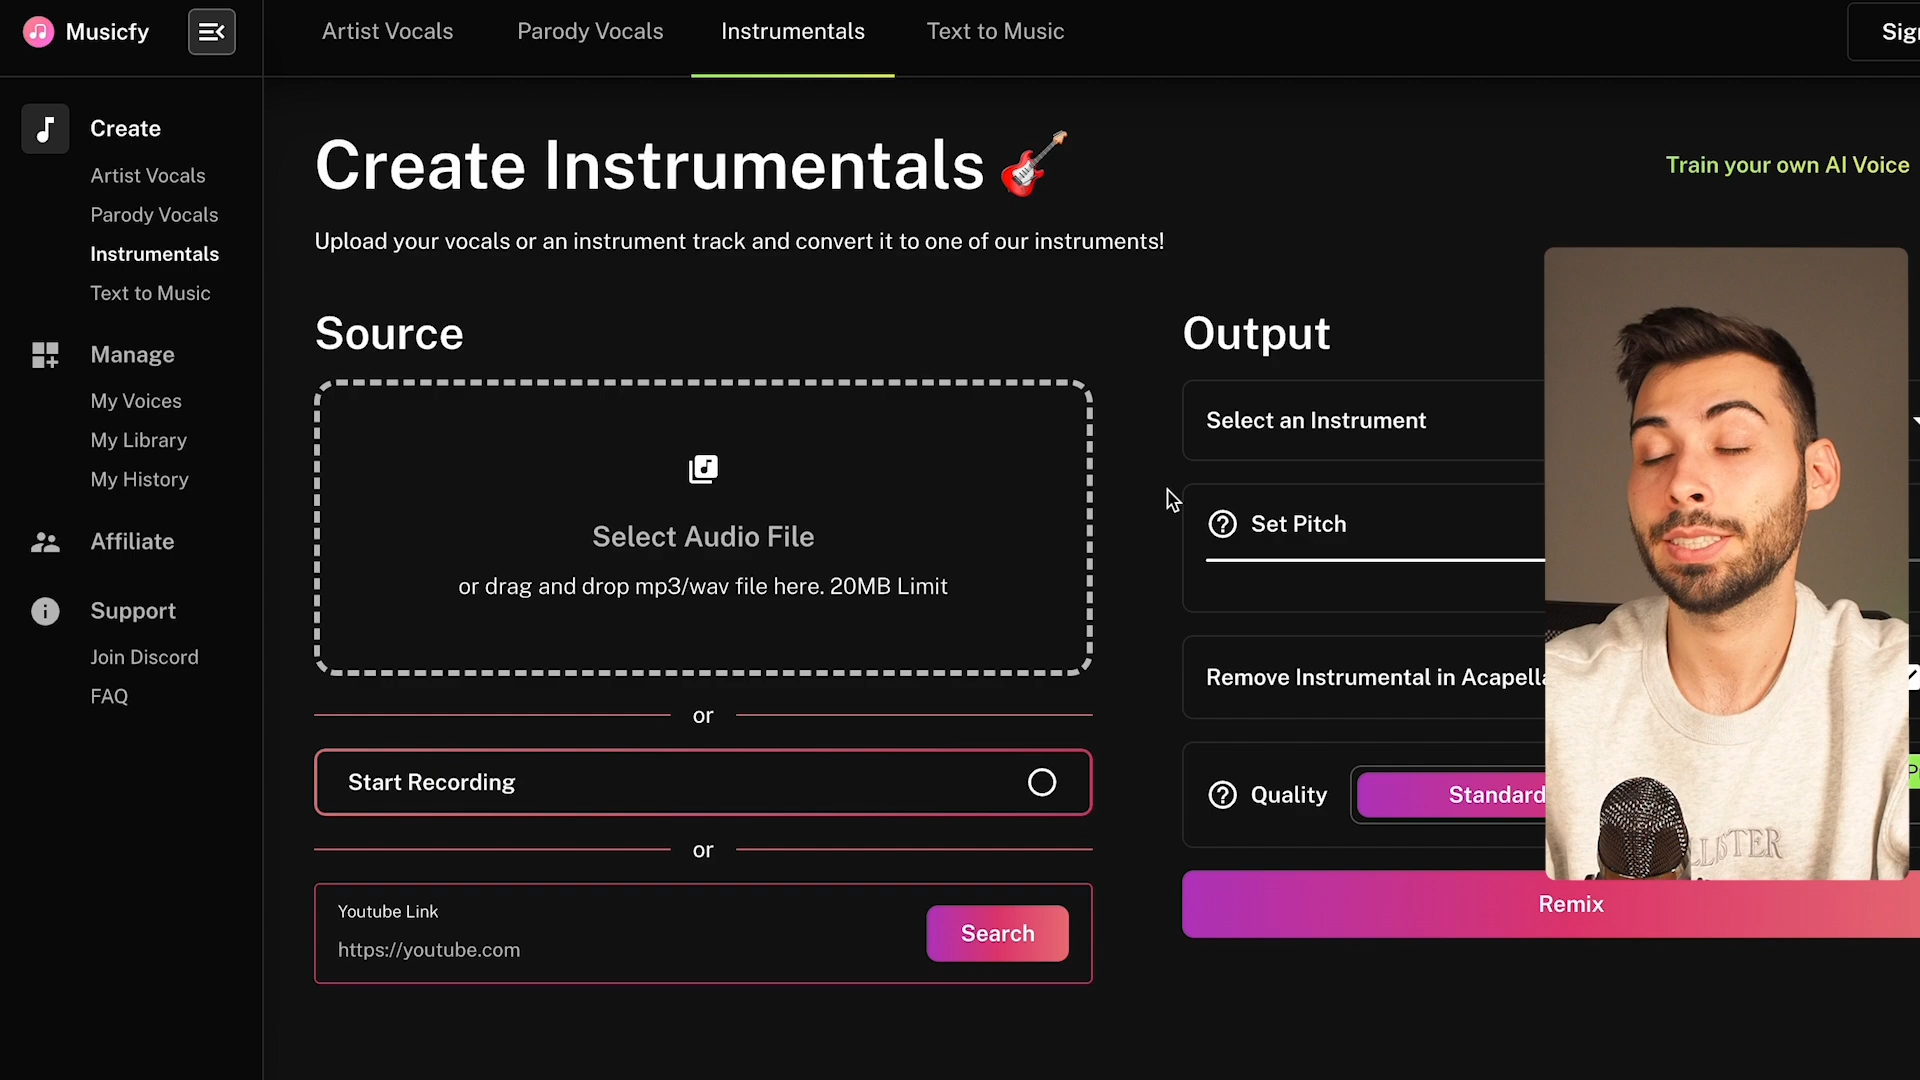 Musicfy
Artist Vocals
Parody Vocals
Instrumentals
Text to Music
Create
Artist Vocals
Parody Vocals
Instrumentals
Text to Music
Manage
My Voices
My Library
My History
Affiliate
Support
Join Discord
FAQ
Create Instrumentals
Train your own AI Voice
Upload your vocals or an instrument track and convert it to one of our instruments!
Source
Select Audio File
or drag and drop mp3/wav file here. 20MB Limit
or
Start Recording
or
Youtube Link
https://youtube.com
Search
Output
Select an Instrument
Set Pitch
Remove Instrumental in Acapella
Quality
Standard
Remix